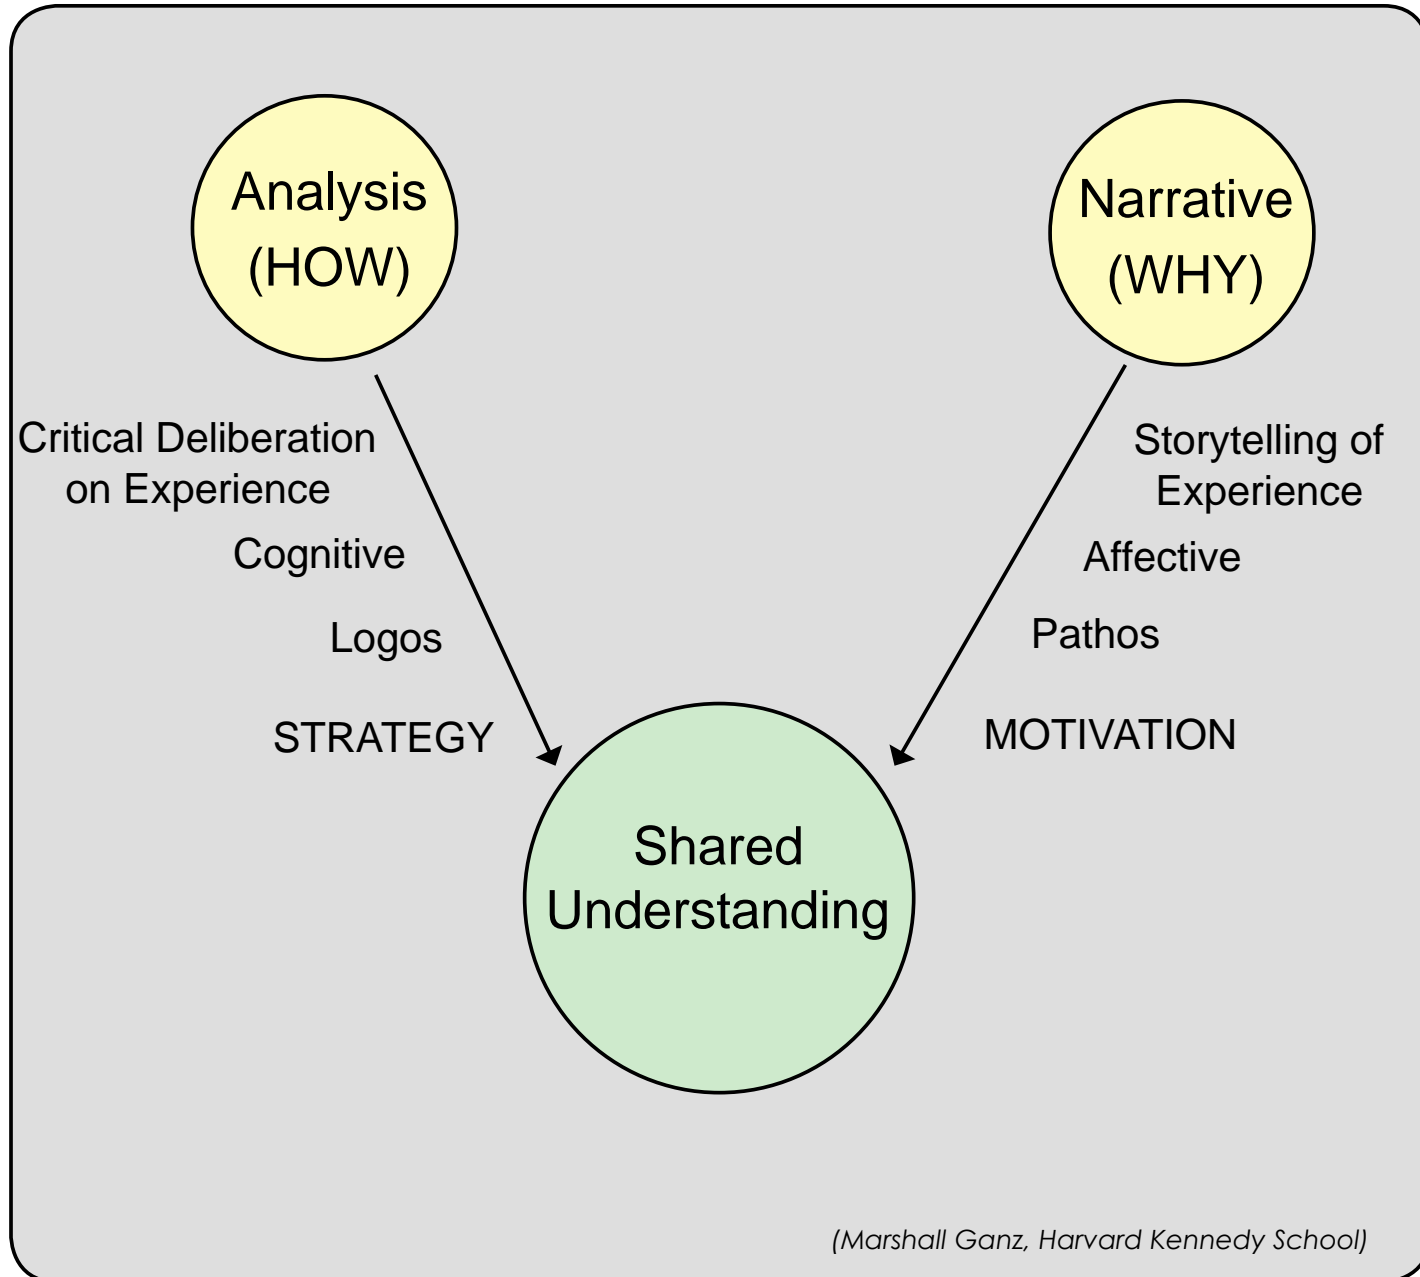 Analysis
(HOW)
Narrative
(WHY)
Critical Deliberation
on Experience
Cognitive
Logos
STRATEGY
Storytelling of
Experience
Affective
Pathos
MOTIVATION
Shared
Understanding
(Marshall Ganz, Harvard Kennedy School)